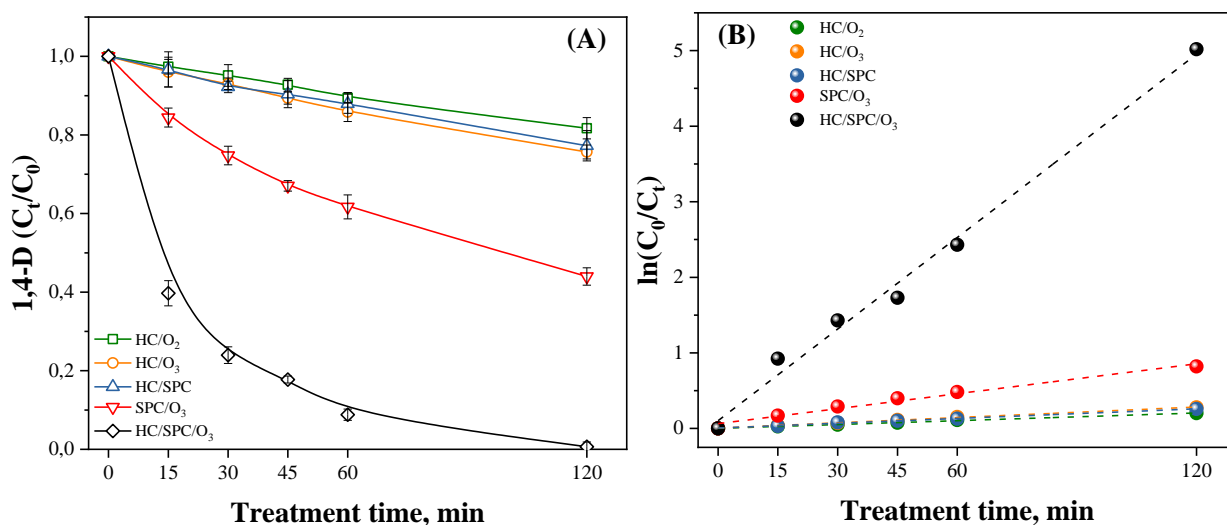 (A)
1,4-D (Cₜ/C₀)
1,0
0,8
0,6
0,4
0,2
0,0
HC/O₂
HC/O₃
HC/SPC
SPC/O₃
HC/SPC/O₃
0 15 30 45 60 120
Treatment time, min
(B)
HC/O₂
HC/O₃
HC/SPC
SPC/O₃
HC/SPC/O₃
ln(C₀/Cₜ)
5
4
3
2
1
0
0 15 30 45 60 120
Treatment time, min